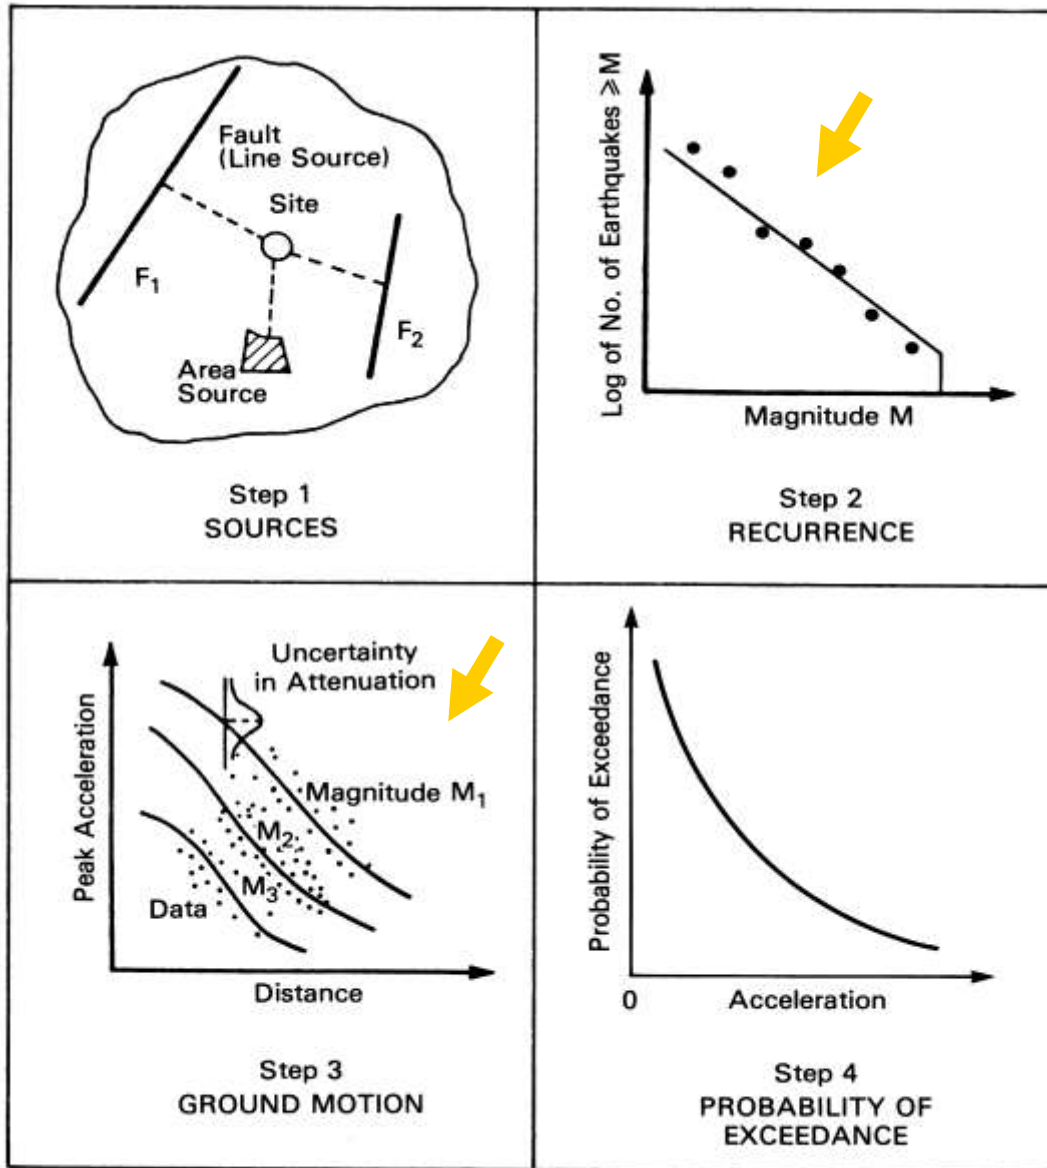 Fault
(Line Source)
Site
F₁
F₂
Area
Source
Step 1
SOURCES
Log of No. of Earthquakes ⩾M
Magnitude M
Step 2
RECURRENCE
Uncertainty
in Attenuation
Magnitude M₁
M₂
M₃
Data
Peak Acceleration
Distance
Step 3
GROUND MOTION
Probability of Exceedance
0
Acceleration
Step 4
PROBABILITY OF
EXCEEDANCE